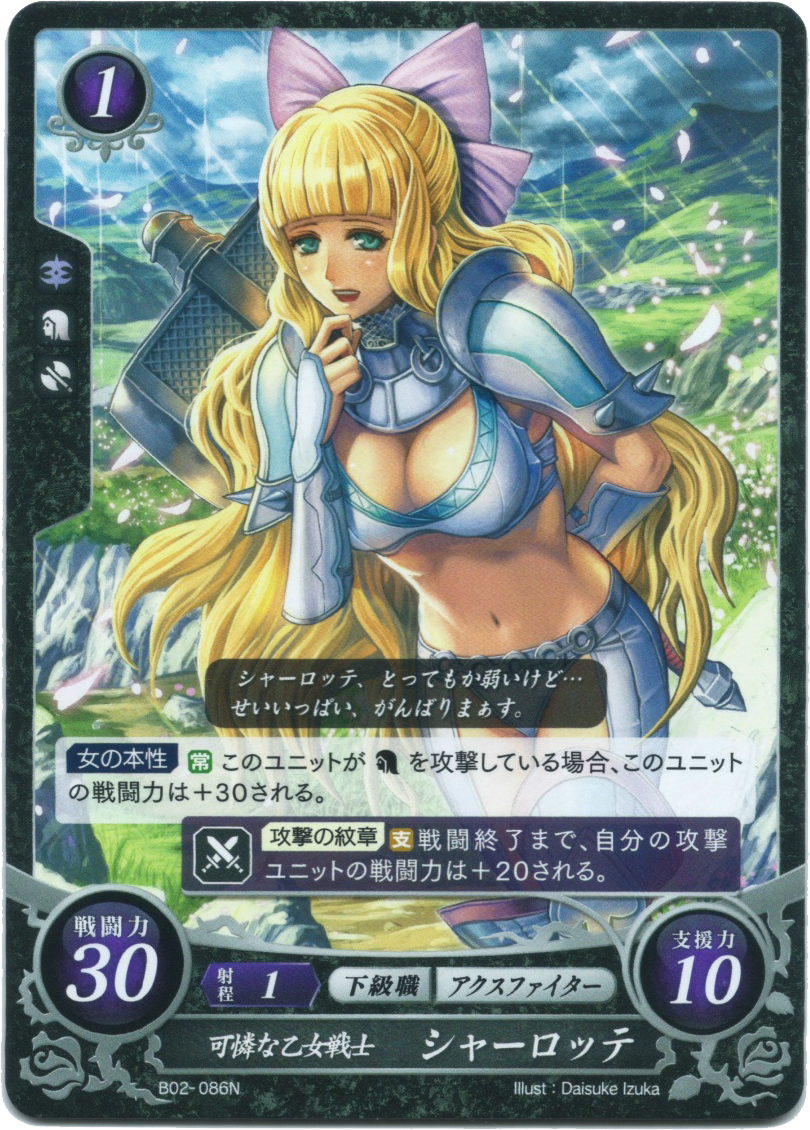 1
シャーロッテ、とってもか弱いけど…
せいいっぱい、がんばりまぁす。
女の本性 常 このユニットが を攻撃している場合、このユニット
の戦闘力は＋30される。
攻撃の紋章 支 戦闘終了まで、自分の攻撃
ユニットの戦闘力は＋20される。
戦闘力
30
射程 1
下級職 アクスファイター
支援力
10
可憐な乙女戦士 シャーロッテ
B02-086N
Illust : Daisuke Izuka